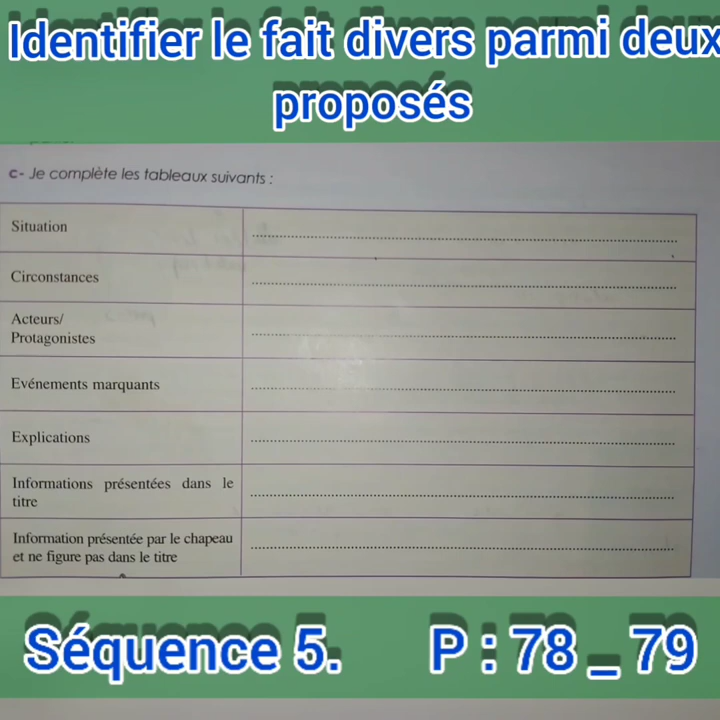 Identifier le fait divers parmi deux
proposés
c- Je complète les tableaux suivants :
Situation
Circonstances
Acteurs/
Protagonistes
Evénements marquants
Explications
Informations présentées dans le
titre
Information présentée par le chapeau
et ne figure pas dans le titre
Séquence 5. P : 78 _ 79